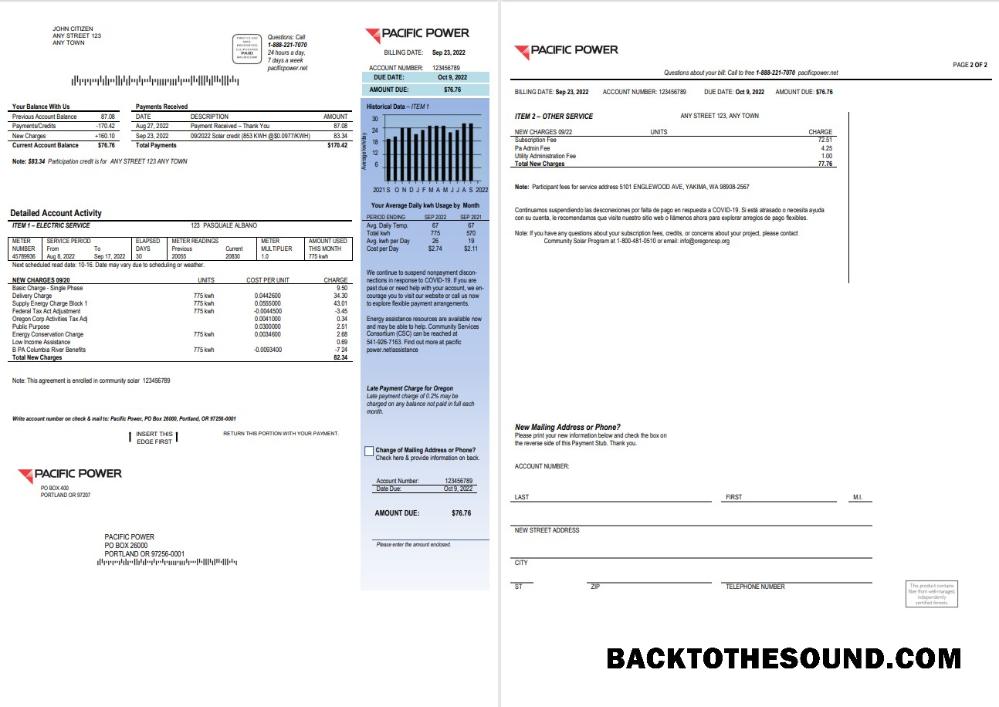 JOHN CITIZEN
ANY STREET 123
ANY TOWN
PAID
Questions: Call
1-888-221-7070
24 hours a day,
7 days a week
pacificpower.net
Your Balance With Us
Previous Account Balance 87.08
Payments/Credits -170.42
New Charges +160.10
Current Account Balance $76.76
Payments Received
DATE DESCRIPTION AMOUNT
Aug 27, 2022 Payment Received – Thank You 87.08
Sep 23, 2022 09/2022 Solar credit (853 KWH @$0.0977/KWH) 83.34
Total Payments $170.42
Note: $83.34 Participation credit is for ANY STREET 123 ANY TOWN
Detailed Account Activity
ITEM 1 – ELECTRIC SERVICE 123 PASQUALE ALBANO
METER SERVICE PERIOD ELAPSED METER READINGS METER AMOUNT USED
NUMBER From To DAYS Previous Current MULTIPLIER THIS MONTH
45789936 Aug 8, 2022 Sep 17, 2022 30 20055 20830 1.0 775 kwh
Next scheduled read date: 10-16. Date may vary due to scheduling or weather.
NEW CHARGES 09/20 UNITS COST PER UNIT CHARGE
Basic Charge - Single Phase 9.50
Delivery Charge 775 kwh 0.0442600 34.30
Supply Energy Charge Block 1 775 kwh 0.0555000 43.01
Federal Tax Act Adjustment 775 kwh -0.0044500 -3.45
Oregon Corp Activities Tax Adj 0.0041000 0.34
Public Purpose 0.0300000 2.51
Energy Conservation Charge 775 kwh 0.0034600 2.68
Low Income Assistance 0.69
B PA Columbia River Benefits 775 kwh -0.0093400 -7.24
Total New Charges 82.34
Note: This agreement is enrolled in community solar 123456789
Write account number on check & mail to: Pacific Power, PO Box 26000, Portland, OR 97256-0001
INSERT THIS
EDGE FIRST
RETURN THIS PORTION WITH YOUR PAYMENT.
PACIFIC POWER
PO BOX 400
PORTLAND OR 97207
PACIFIC POWER
PO BOX 26000
PORTLAND OR 97256-0001
PACIFIC POWER
BILLING DATE: Sep 23, 2022
ACCOUNT NUMBER: 123456789
DUE DATE: Oct 9, 2022
AMOUNT DUE: $76.76
Historical Data – ITEM 1
Average kwh/day
30
24
18
12
6
2021 S O N D J F M A M J J A S 2022
Your Average Daily kwh Usage by Month
PERIOD ENDING SEP 2022 SEP 2021
Avg. Daily Temp. 67 67
Total kwh 775 570
Avg. kwh per Day 26 19
Cost per Day $2.74 $2.11
We continue to suspend nonpayment discon-
nections in response to COVID-19. If you are
past due or need help with your account, we en-
courage you to visit our website or call us now
to explore flexible payment arrangements.
Energy assistance resources are available now
and may be able to help. Community Services
Consortium (CSC) can be reached at
541-926-7163. Find out more at pacific
power.net/assistance
Late Payment Charge for Oregon
Late payment charge of 0.2% may be
charged on any balance not paid in full each
month.
Change of Mailing Address or Phone?
Check here & provide information on back.
Account Number: 123456789
Date Due: Oct 9, 2022
AMOUNT DUE: $76.76
Please enter the amount enclosed.
PACIFIC POWER
PAGE 2 OF 2
Questions about your bill: Call to free 1-888-221-7070 pacificpower.net
BILLING DATE: Sep 23, 2022 ACCOUNT NUMBER: 123456789 DUE DATE: Oct 9, 2022 AMOUNT DUE: $76.76
ITEM 2 – OTHER SERVICE ANY STREET 123, ANY TOWN
NEW CHARGES 09/22 UNITS CHARGE
Subscription Fee 72.51
Pa Admin Fee 4.25
Utility Administration Fee 1.00
Total New Charges 77.76
Note: Participant fees for service address 5101 ENGLEWOOD AVE, YAKIMA, WA 98908-2567
Continuamos suspendiendo las desconexiones por falta de pago en respuesta a COVID-19. Si está atrasado o necesita ayuda
con su cuenta, le recomendamos que visite nuestro sitio web o llámenos ahora para explorar arreglos de pago flexibles.
Note: If you have any questions about your subscription fees, credits, or concerns about your project, please contact
Community Solar Program at 1-800-481-0510 or email: info@oregoncsp.org
New Mailing Address or Phone?
Please print your new information below and check the box on
the reverse side of this Payment Stub. Thank you.
ACCOUNT NUMBER:
LAST FIRST M.I.
NEW STREET ADDRESS
CITY
ST ZIP TELEPHONE NUMBER
This product contains
fiber from well-managed,
independently
certified forests.
BACKTOTHESOUND.COM